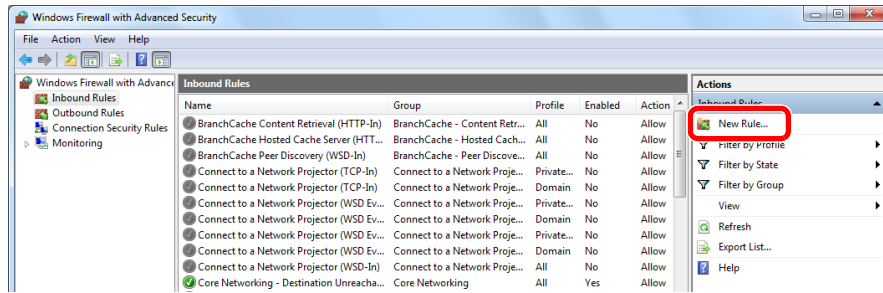 Windows Firewall with Advanced Security
File Action View Help
Windows Firewall with Advance
Inbound Rules
Outbound Rules
Connection Security Rules
Monitoring
Inbound Rules
Name Group Profile Enabled Action
BranchCache Content Retrieval (HTTP-In) BranchCache - Content Retr... All No Allow
BranchCache Hosted Cache Server (HTT... BranchCache - Hosted Cach... All No Allow
BranchCache Peer Discovery (WSD-In) BranchCache - Peer Discove... All No Allow
Connect to a Network Projector (TCP-In) Connect to a Network Proje... Private... No Allow
Connect to a Network Projector (TCP-In) Connect to a Network Proje... Domain No Allow
Connect to a Network Projector (WSD Ev... Connect to a Network Proje... Private... No Allow
Connect to a Network Projector (WSD Ev... Connect to a Network Proje... Domain No Allow
Connect to a Network Projector (WSD Ev... Connect to a Network Proje... Private... No Allow
Connect to a Network Projector (WSD Ev... Connect to a Network Proje... Domain No Allow
Connect to a Network Projector (WSD-In) Connect to a Network Proje... All No Allow
Core Networking - Destination Unreacha... Core Networking All Yes Allow
Actions
Inbound Rules
New Rule...
Filter by Profile
Filter by State
Filter by Group
View
Refresh
Export List...
Help